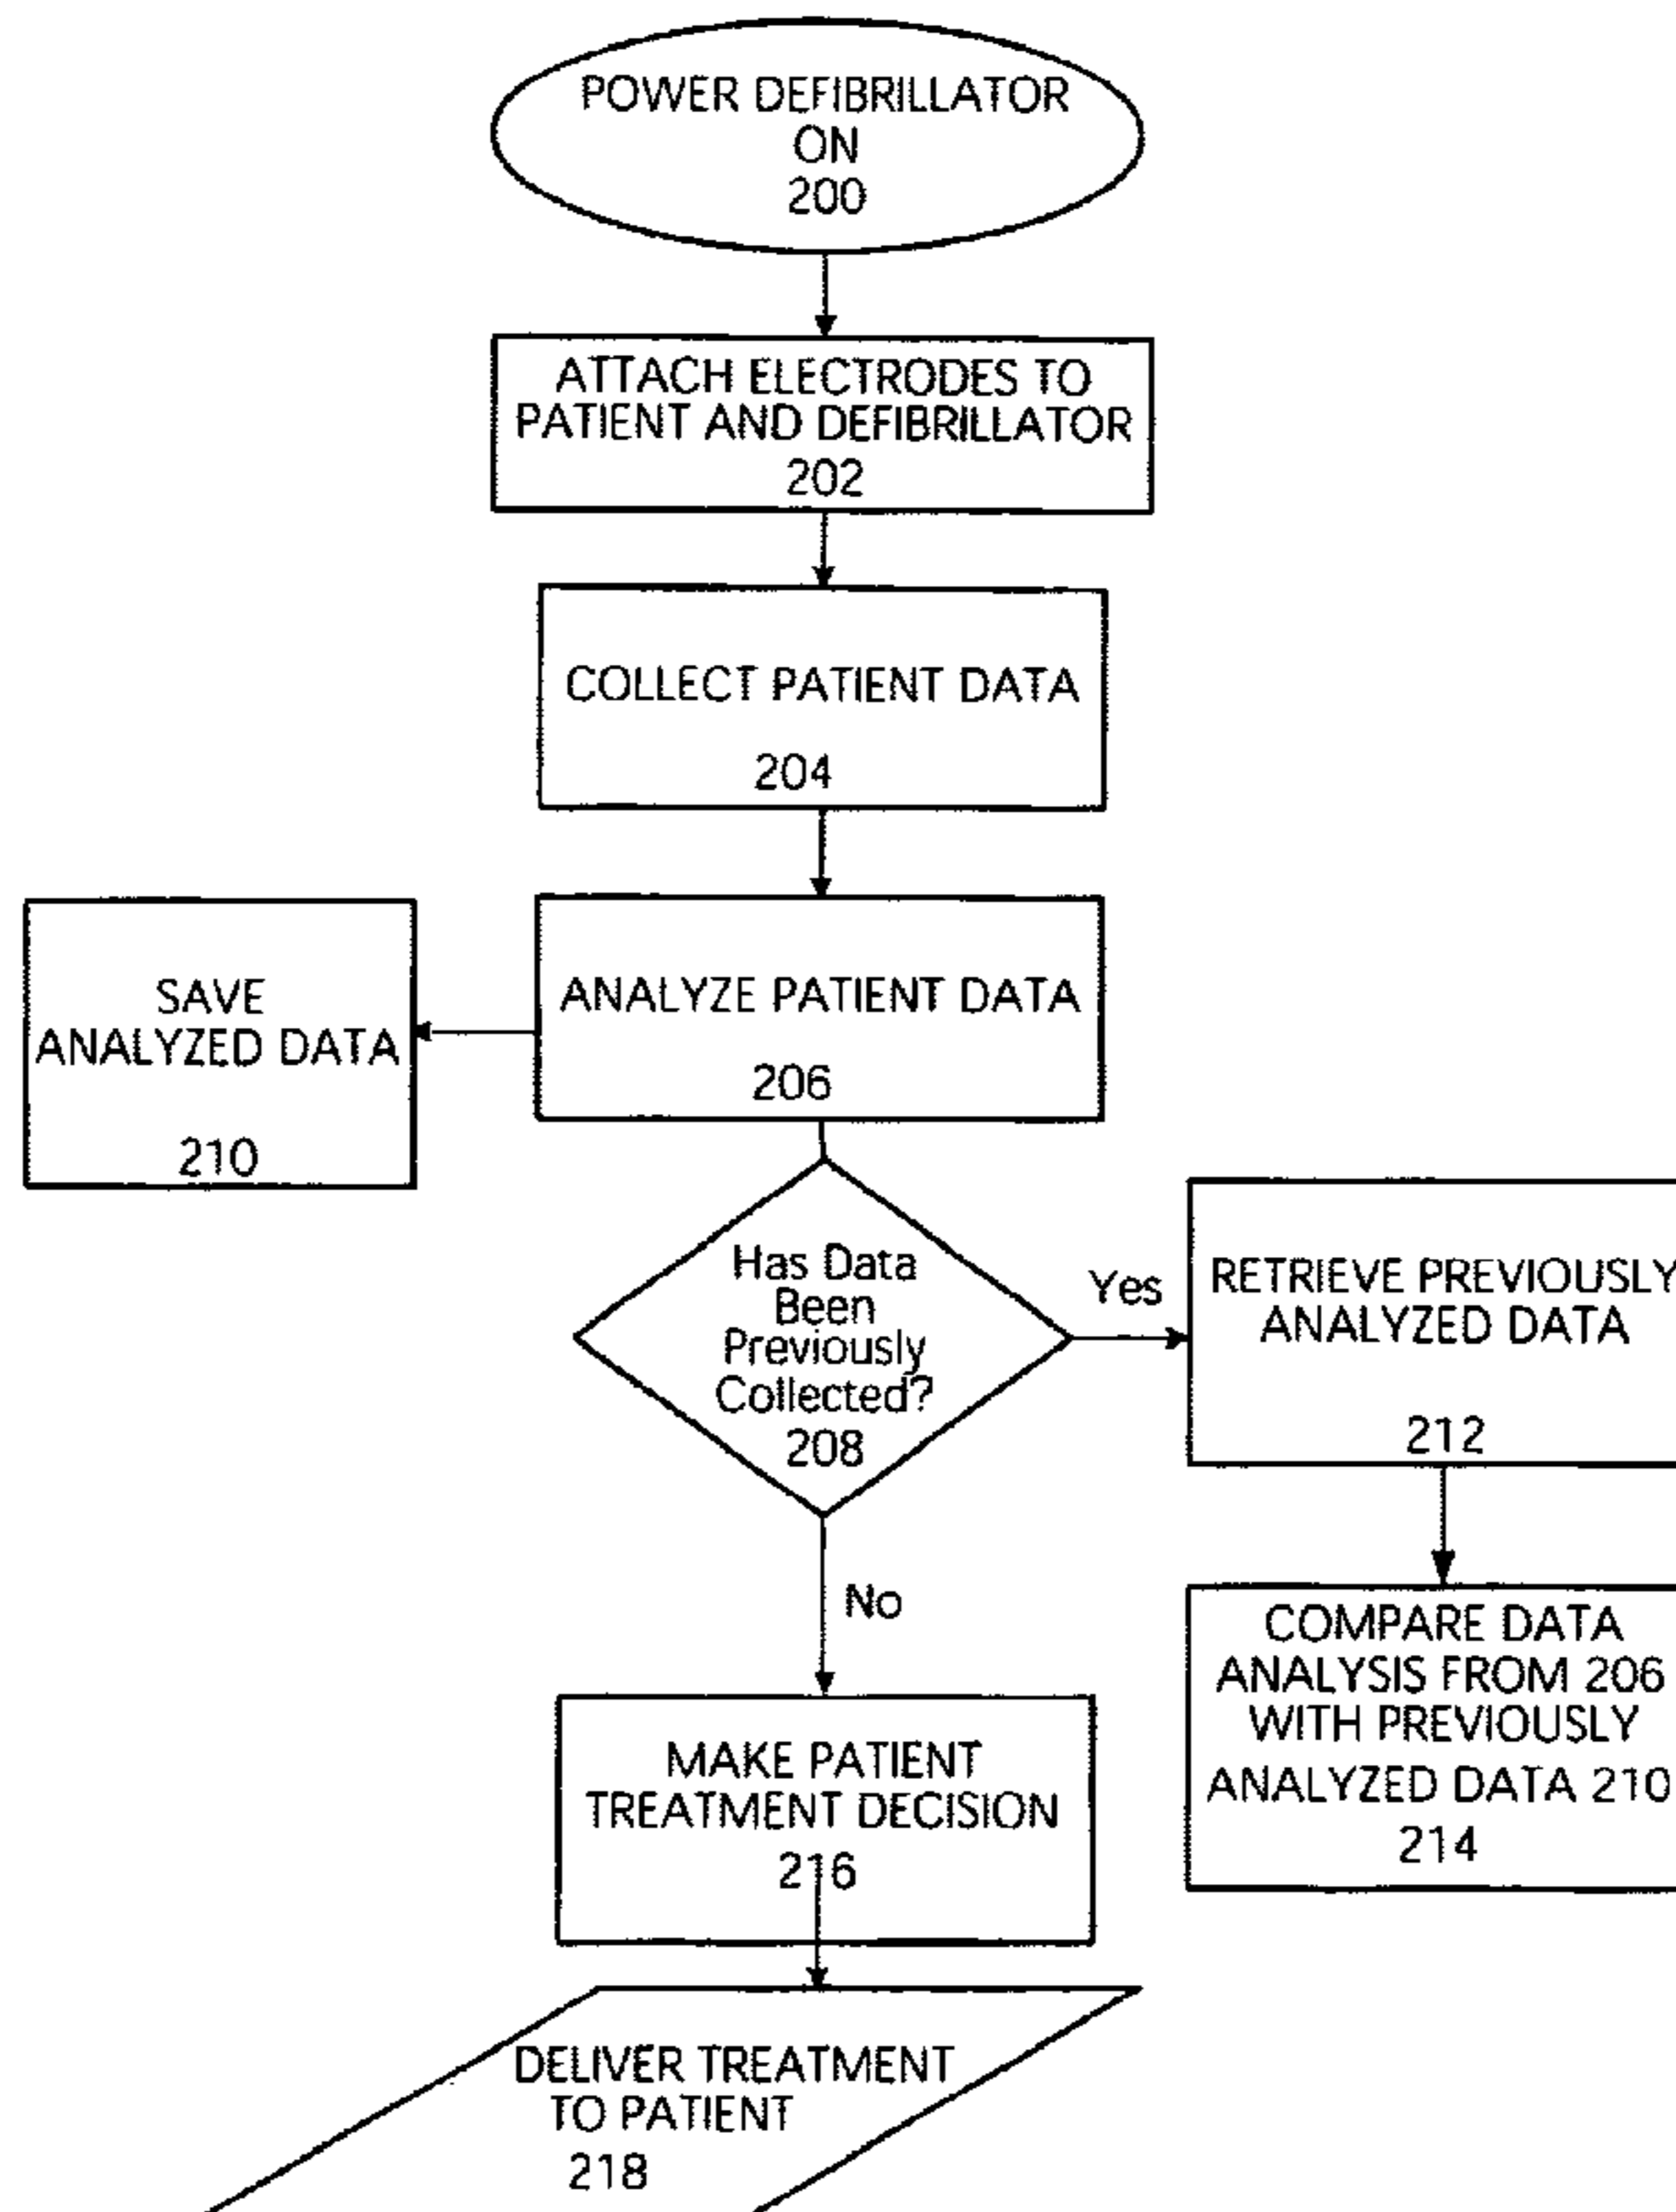 POWER DEFIBRILLATOR
ON
200
ATTACH ELECTRODES TO
PATIENT AND DEFIBRILLATOR
202
COLLECT PATIENT DATA
204
SAVE
ANALYZED DATA
210
ANALYZE PATIENT DATA
206
Has Data
Been
Previously
Collected?
208
Yes
RETRIEVE PREVIOUSLY
ANALYZED DATA
212
No
COMPARE DATA
ANALYSIS FROM 206
WITH PREVIOUSLY
ANALYZED DATA 210
214
MAKE PATIENT
TREATMENT DECISION
216
DELIVER TREATMENT
TO PATIENT
218